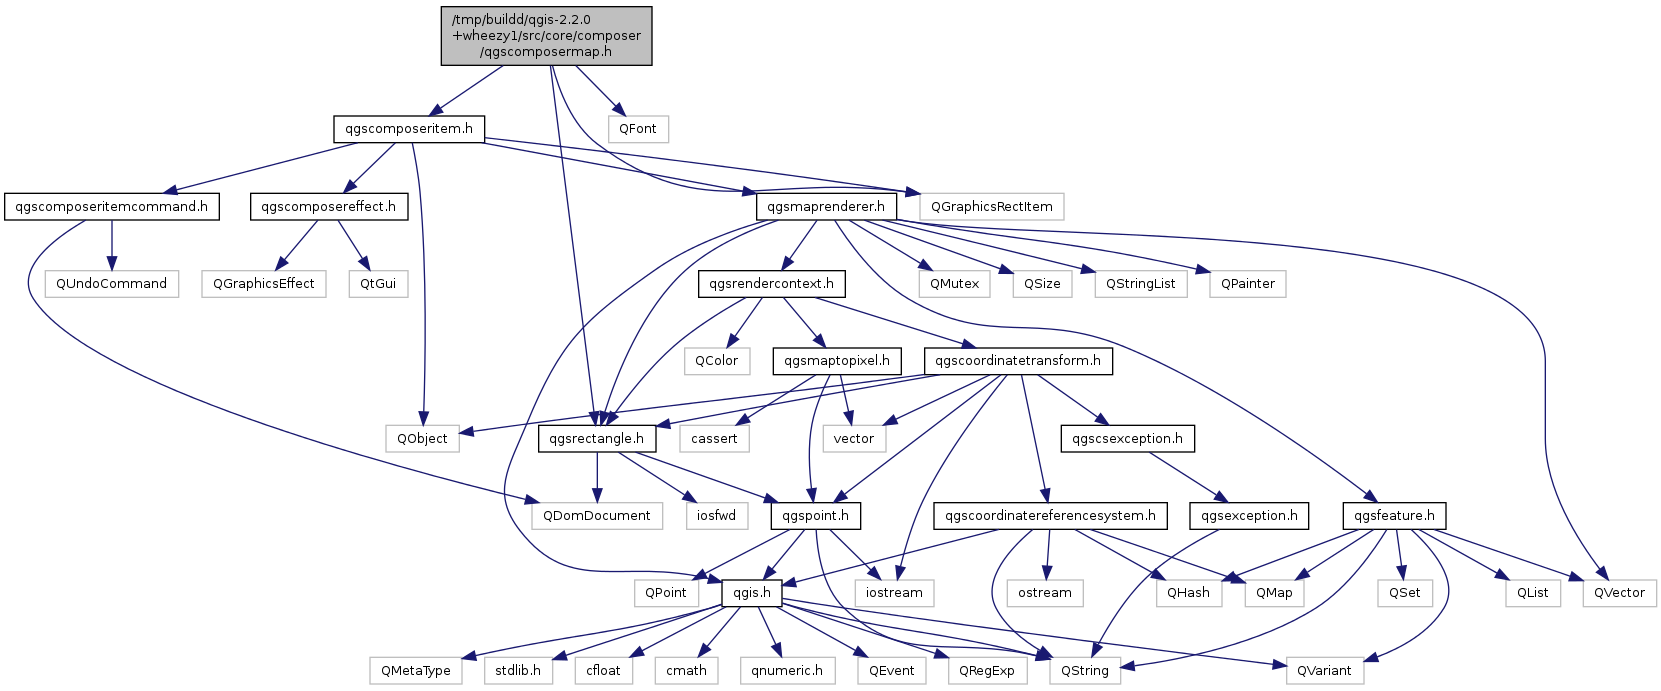 /tmp/buildd/qgis-2.2.0
+wheezy1/src/core/composer
/qgscomposermap.h
qgscomposeritem.h
QFont
qgscomposeritemcommand.h
qgscomposereffect.h
qgsmaprenderer.h
QGraphicsRectItem
QUndoCommand
QGraphicsEffect
QtGui
qgsrendercontext.h
QMutex
QSize
QStringList
QPainter
QColor
qgsmaptopixel.h
qgscoordinatetransform.h
QObject
qgsrectangle.h
cassert
vector
qgscsexception.h
QDomDocument
iosfwd
qgspoint.h
qgscoordinatereferencesystem.h
qgsexception.h
qgsfeature.h
QPoint
qgis.h
iostream
ostream
QHash
QMap
QSet
QList
QVector
QMetaType
stdlib.h
cfloat
cmath
qnumeric.h
QEvent
QRegExp
QString
QVariant